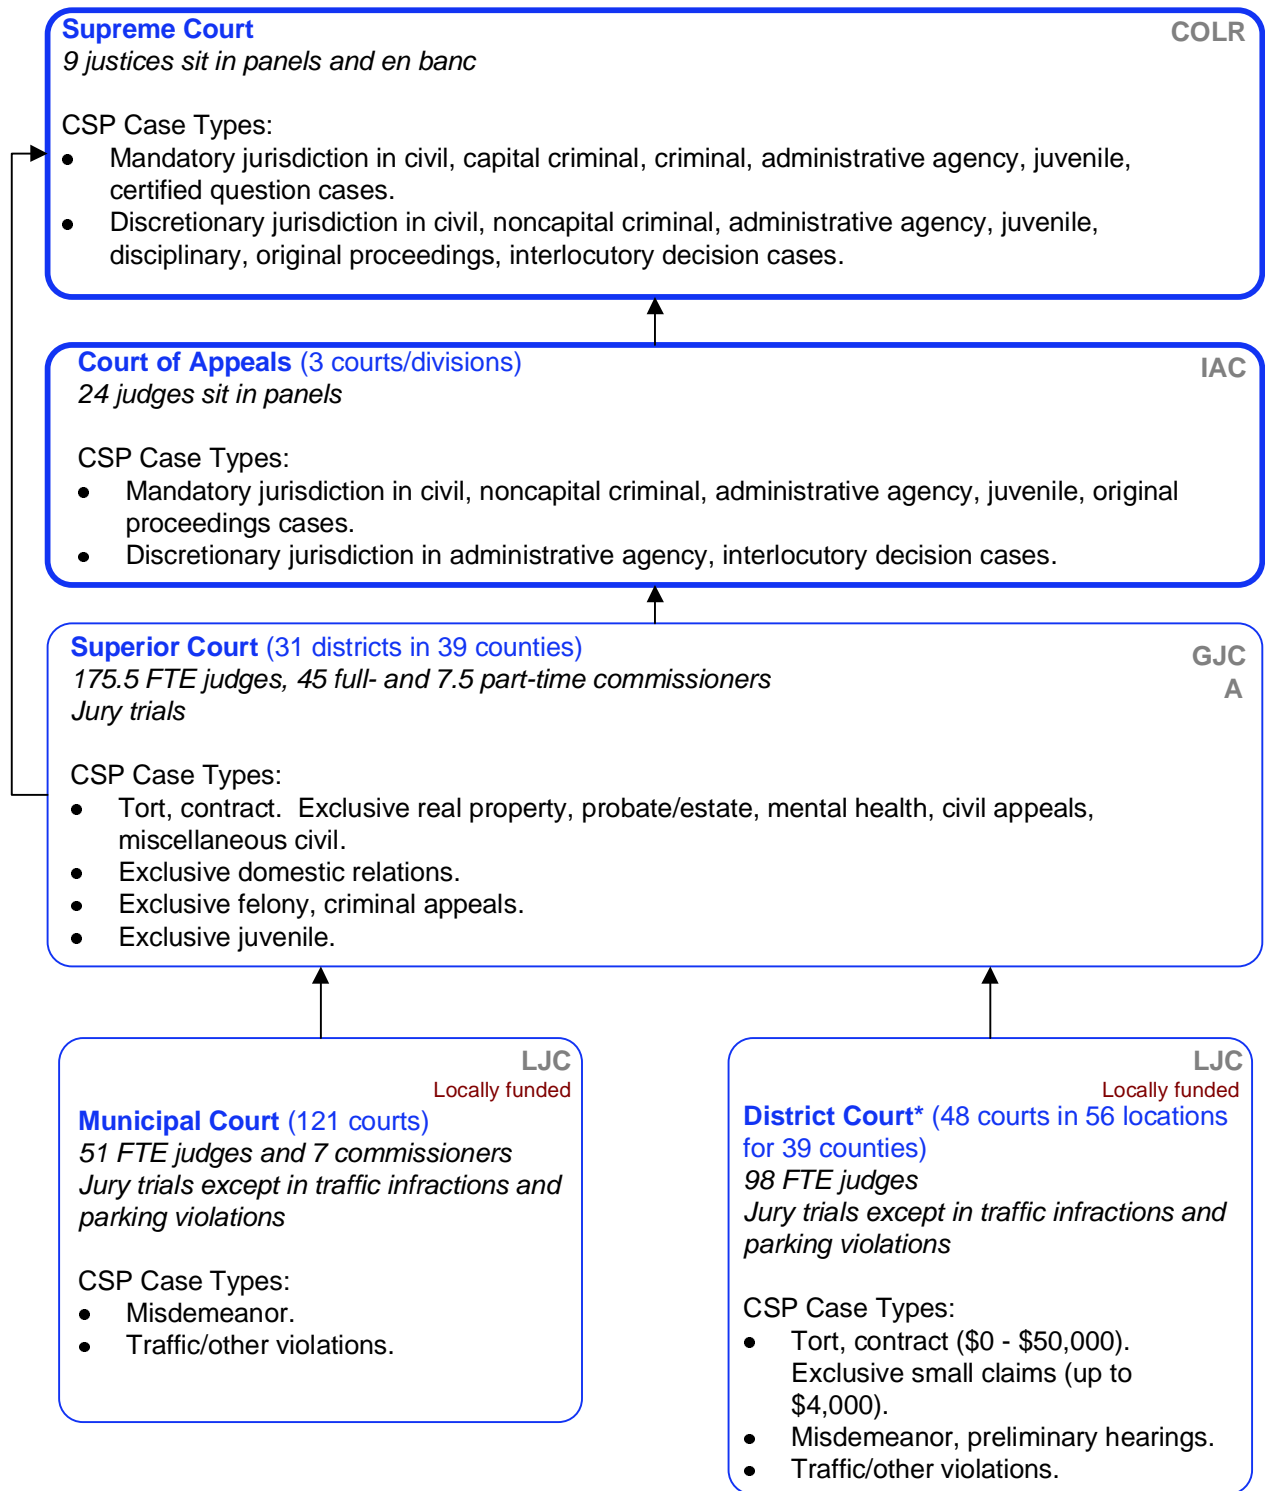 Supreme Court
COLR
9 justices sit in panels and en banc
CSP Case Types:
• Mandatory jurisdiction in civil, capital criminal, criminal, administrative agency, juvenile,
certified question cases.
• Discretionary jurisdiction in civil, noncapital criminal, administrative agency, juvenile,
disciplinary, original proceedings, interlocutory decision cases.
Court of Appeals (3 courts/divisions)
IAC
24 judges sit in panels
CSP Case Types:
• Mandatory jurisdiction in civil, noncapital criminal, administrative agency, juvenile, original
proceedings cases.
• Discretionary jurisdiction in administrative agency, interlocutory decision cases.
Superior Court (31 districts in 39 counties)
GJC
175.5 FTE judges, 45 full- and 7.5 part-time commissioners
A
Jury trials
CSP Case Types:
• Tort, contract. Exclusive real property, probate/estate, mental health, civil appeals,
miscellaneous civil.
• Exclusive domestic relations.
• Exclusive felony, criminal appeals.
• Exclusive juvenile.
LJC
Locally funded
Municipal Court (121 courts)
51 FTE judges and 7 commissioners
Jury trials except in traffic infractions and
parking violations
CSP Case Types:
• Misdemeanor.
• Traffic/other violations.
LJC
Locally funded
District Court* (48 courts in 56 locations
for 39 counties)
98 FTE judges
Jury trials except in traffic infractions and
parking violations
CSP Case Types:
• Tort, contract ($0 - $50,000).
Exclusive small claims (up to
$4,000).
• Misdemeanor, preliminary hearings.
• Traffic/other violations.